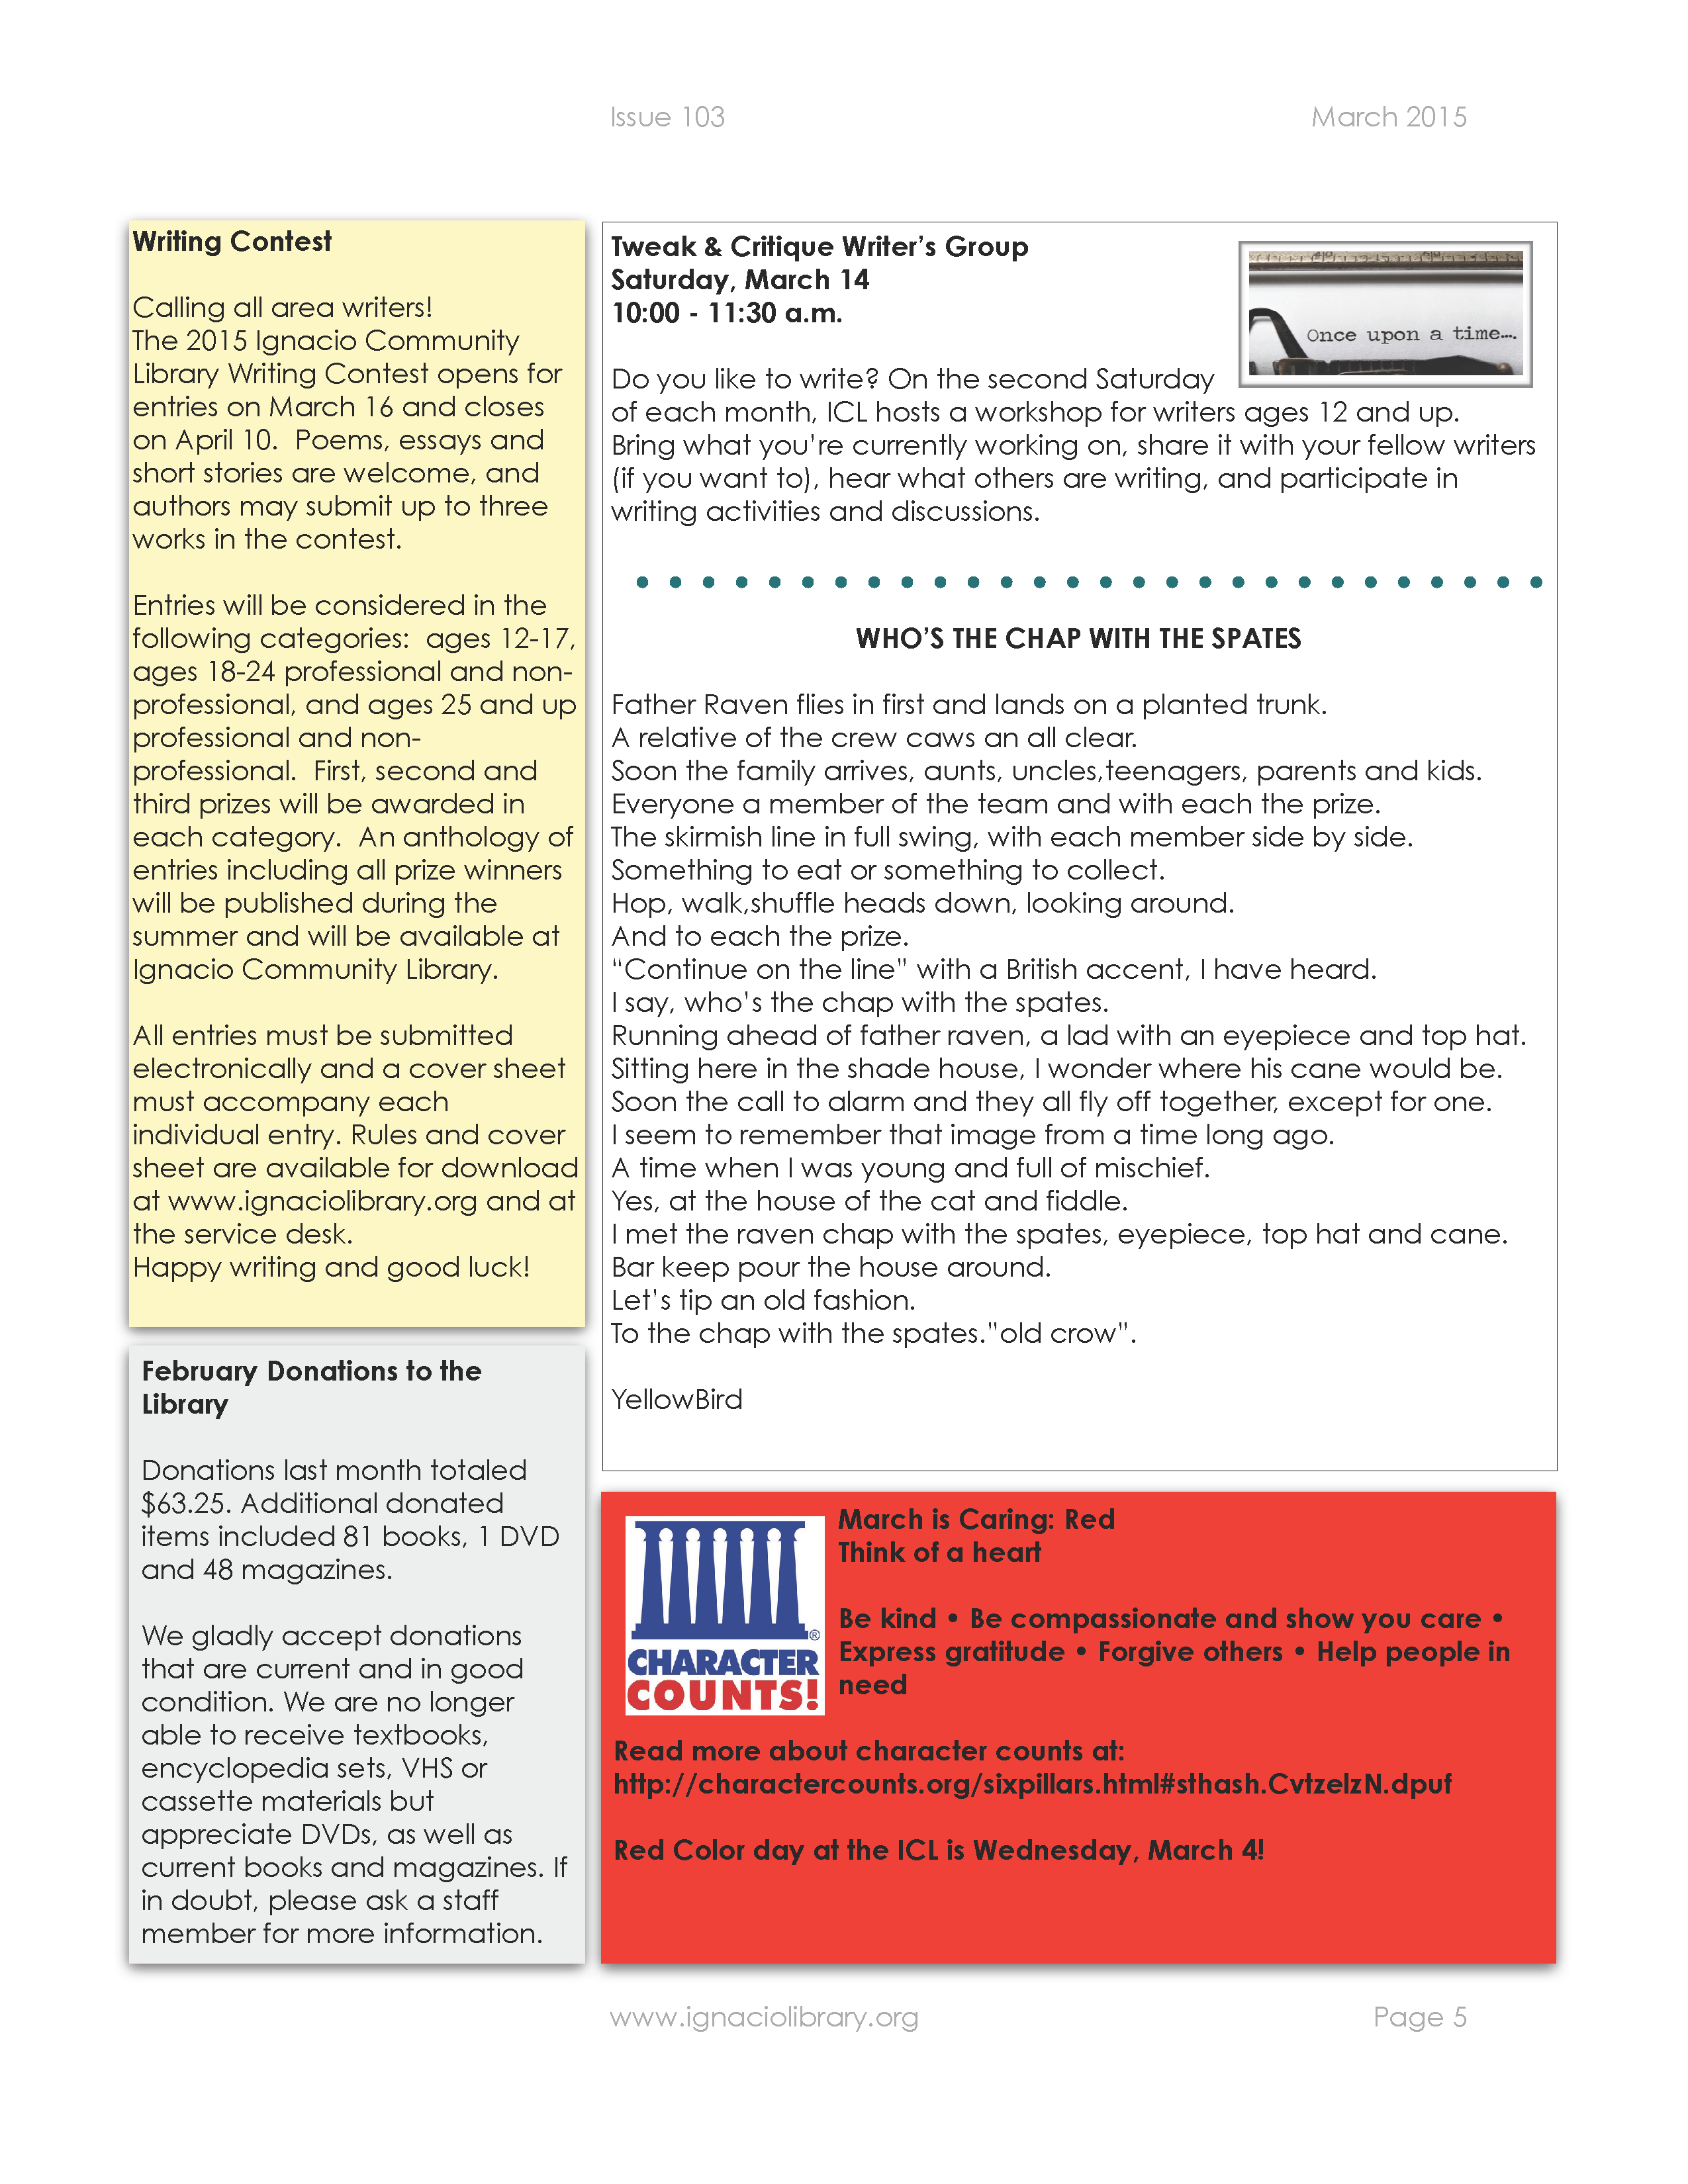 Issue 103
March 2015
Writing Contest
Calling all area writers!
The 2015 Ignacio Community
Library Writing Contest opens for
entries on March 16 and closes
on April 10.  Poems, essays and
short stories are welcome, and
authors may submit up to three
works in the contest.
Entries will be considered in the
following categories:  ages 12-17,
ages 18-24 professional and non-
professional, and ages 25 and up
professional and non-
professional.  First, second and
third prizes will be awarded in
each category.  An anthology of
entries including all prize winners
will be published during the
summer and will be available at
Ignacio Community Library.
All entries must be submitted
electronically and a cover sheet
must accompany each
individual entry. Rules and cover
sheet are available for download
at www.ignaciolibrary.org and at
the service desk.
Happy writing and good luck!
February Donations to the
Library
Donations last month totaled
$63.25. Additional donated
items included 81 books, 1 DVD
and 48 magazines.
We gladly accept donations
that are current and in good
condition. We are no longer
able to receive textbooks,
encyclopedia sets, VHS or
cassette materials but
appreciate DVDs, as well as
current books and magazines. If
in doubt, please ask a staff
member for more information.
Tweak & Critique Writer's Group
Saturday, March 14
10:00 - 11:30 a.m.
Once upon a time....
Do you like to write? On the second Saturday
of each month, ICL hosts a workshop for writers ages 12 and up.
Bring what you're currently working on, share it with your fellow writers
(if you want to), hear what others are writing, and participate in
writing activities and discussions.
WHO'S THE CHAP WITH THE SPATES
Father Raven flies in first and lands on a planted trunk.
A relative of the crew caws an all clear.
Soon the family arrives, aunts, uncles,teenagers, parents and kids.
Everyone a member of the team and with each the prize.
The skirmish line in full swing, with each member side by side.
Something to eat or something to collect.
Hop, walk,shuffle heads down, looking around.
And to each the prize.
"Continue on the line" with a British accent, I have heard.
I say, who's the chap with the spates.
Running ahead of father raven, a lad with an eyepiece and top hat.
Sitting here in the shade house, I wonder where his cane would be.
Soon the call to alarm and they all fly off together, except for one.
I seem to remember that image from a time long ago.
A time when I was young and full of mischief.
Yes, at the house of the cat and fiddle.
I met the raven chap with the spates, eyepiece, top hat and cane.
Bar keep pour the house around.
Let's tip an old fashion.
To the chap with the spates."old crow".
YellowBird
CHARACTER
COUNTS!
®
March is Caring: Red
Think of a heart
Be kind • Be compassionate and show you care •
Express gratitude • Forgive others • Help people in
need
Read more about character counts at:
http://charactercounts.org/sixpillars.html#sthash.CvtzelzN.dpuf
Red Color day at the ICL is Wednesday, March 4!
www.ignaciolibrary.org
Page 5